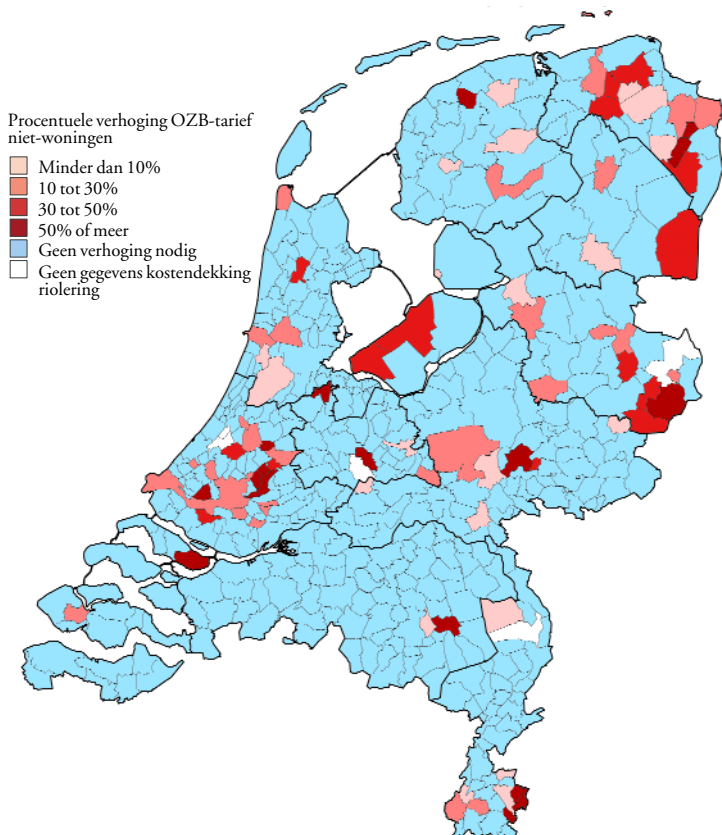 Procentuele verhoging OZB-tarief
niet-woningen
Minder dan 10%
10 tot 30%
30 tot 50%
50% of meer
Geen verhoging nodig
Geen gegevens kostendekking
riolering